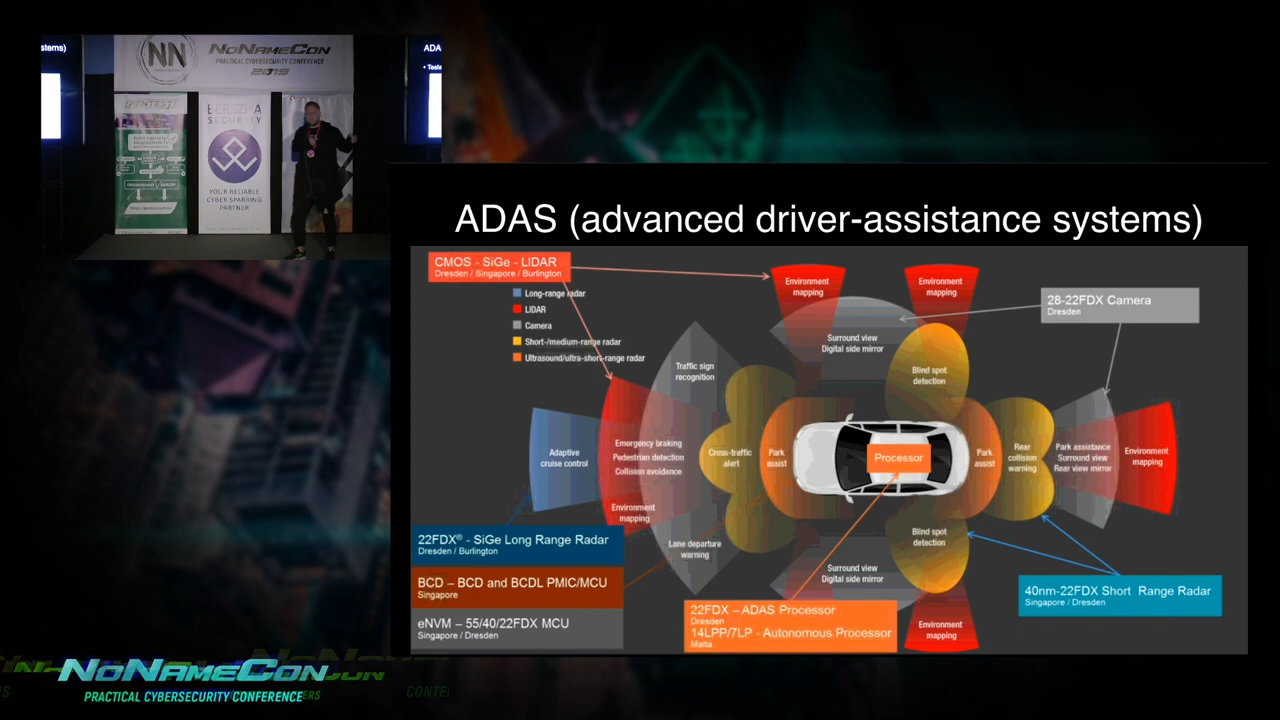 stems)
NN
NoNameCon
PRACTICAL CYBERSECURITY CONFERENCE
2019
ADA
• Tesla
PENTEST
BEREZHA
SECURITY
YOUR RELIABLE
CYBER SPARRING
PARTNER
ADAS (advanced driver-assistance systems)
CMOS - SiGe - LIDAR
Dresden / Singapore / Burlington
Long-range radar
LIDAR
Camera
Short-/medium-range radar
Ultrasound/ultra-short-range radar
Environment
mapping
Environment
mapping
28-22FDX Camera
Dresden
Surround view
Digital side mirror
Traffic sign
recognition
Blind spot
detection
Adaptive
cruise control
Emergency braking
Pedestrian detection
Collision avoidance
Cross-traffic
alert
Park
assist
Processor
Park
assist
Rear
collision
warning
Park assistance
Surround view
Rear view mirror
Environment
mapping
Environment
mapping
Lane departure
warning
Blind spot
detection
Surround view
Digital side mirror
Environment
mapping
22FDX® - SiGe Long Range Radar
Dresden / Burlington
BCD – BCD and BCDL PMIC/MCU
Singapore
eNVM – 55/40/22FDX MCU
Singapore / Dresden
22FDX – ADAS Processor
Dresden
14LPP/7LP - Autonomous Processor
Malta
40nm-22FDX Short Range Radar
Singapore / Dresden
NoNameCon
PRACTICAL CYBERSECURITY CONFERENCE